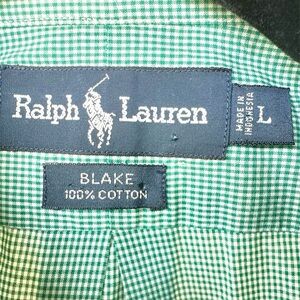 Ralph Lauren
MADE IN
INDONESIA
L
BLAKE
100% COTTON